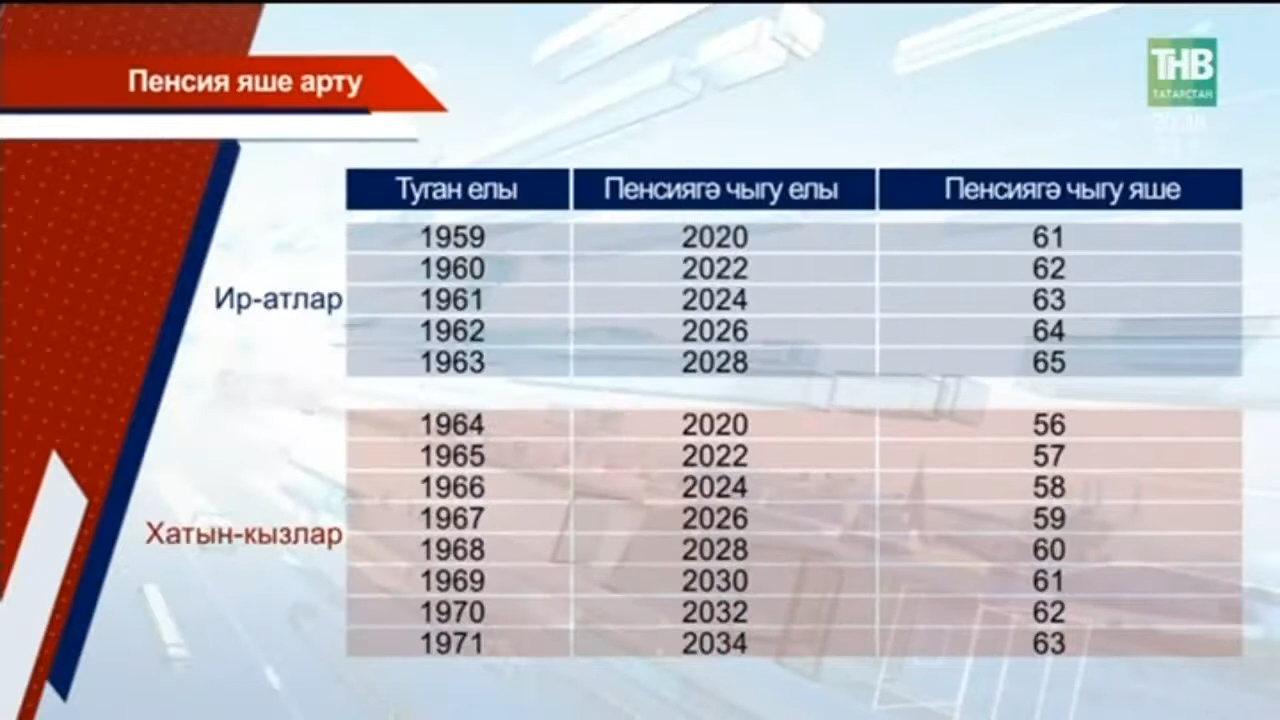 Пенсия яше арту
ТНВ
ТАТАРСТАН
Туган елы Пенсиягә чыгу елы Пенсиягә чыгу яше
Ир-атлар
1959 2020 61
1960 2022 62
1961 2024 63
1962 2026 64
1963 2028 65
Хатын-кызлар
1964 2020 56
1965 2022 57
1966 2024 58
1967 2026 59
1968 2028 60
1969 2030 61
1970 2032 62
1971 2034 63